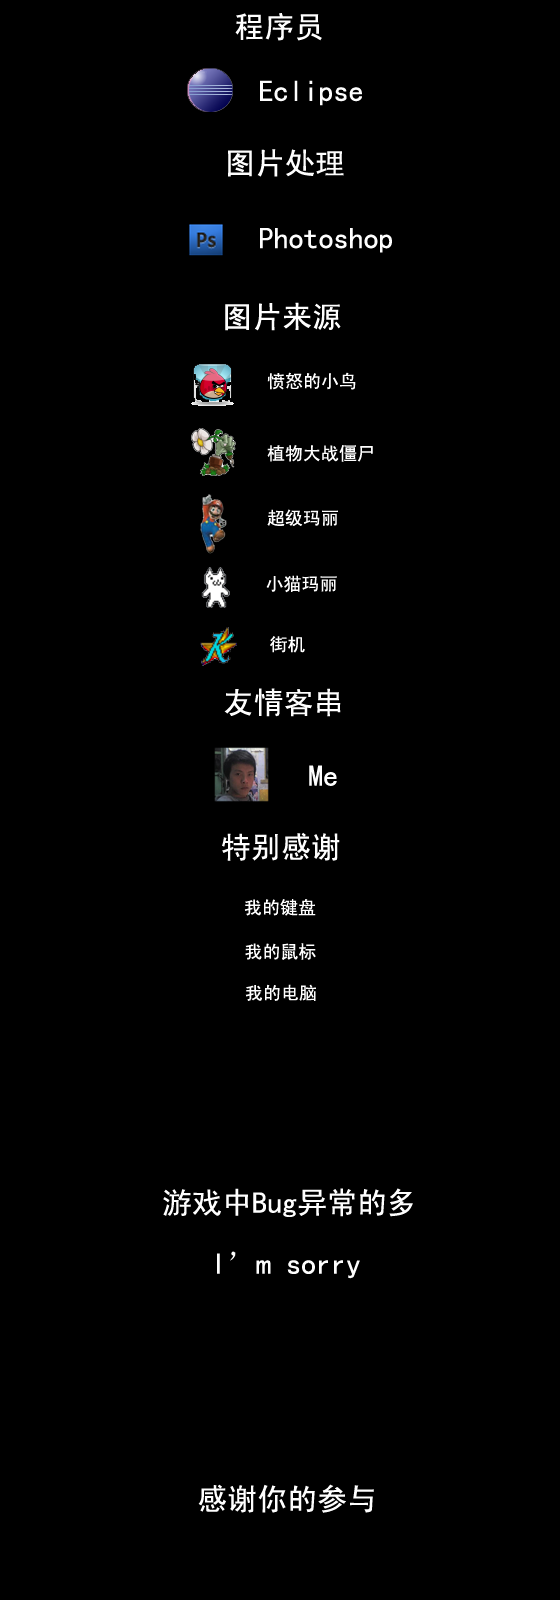 程序员
Eclipse
图片处理
Ps
Photoshop
图片来源
愤怒的小鸟
植物大战僵尸
超级玛丽
小猫玛丽
街机
友情客串
Me
特别感谢
我的键盘
我的鼠标
我的电脑
游戏中Bug异常的多
I’m sorry
感谢你的参与